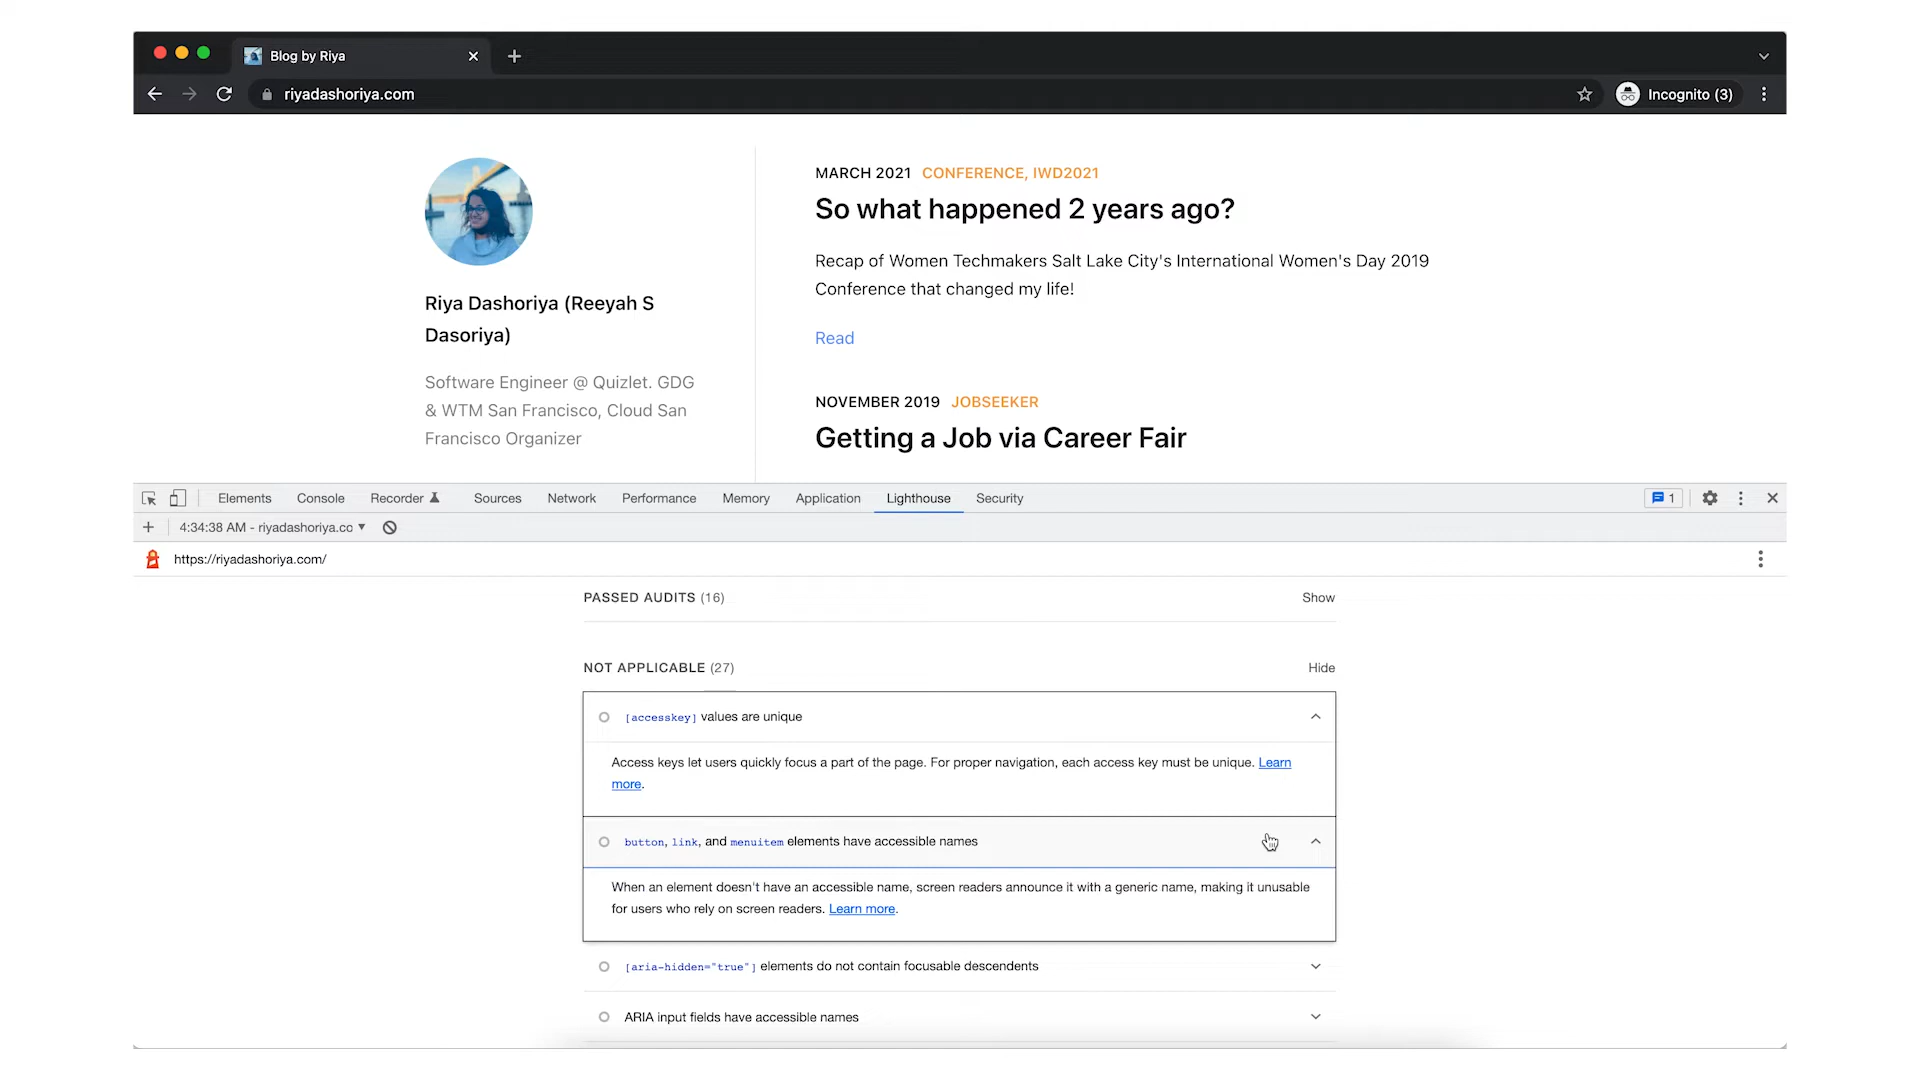 Blog by Riya
riyadashoriya.com
Incognito (3)
MARCH 2021 CONFERENCE, IWD2021
So what happened 2 years ago?
Recap of Women Techmakers Salt Lake City's International Women's Day 2019
Conference that changed my life!
Read
NOVEMBER 2019 JOBSEEKER
Getting a Job via Career Fair
Riya Dashoriya (Reeyah S
Dasoriya)
Software Engineer @ Quizlet. GDG
& WTM San Francisco, Cloud San
Francisco Organizer
Elements Console Recorder Sources Network Performance Memory Application Lighthouse Security 1
4:34:38 AM - riyadashoriya.cc
https://riyadashoriya.com/
PASSED AUDITS (16) Show
NOT APPLICABLE (27) Hide
[accesskey] values are unique
Access keys let users quickly focus a part of the page. For proper navigation, each access key must be unique. Learn
more.
button, link, and menuitem elements have accessible names
When an element doesn't have an accessible name, screen readers announce it with a generic name, making it unusable
for users who rely on screen readers. Learn more.
[aria-hidden="true"] elements do not contain focusable descendents
ARIA input fields have accessible names